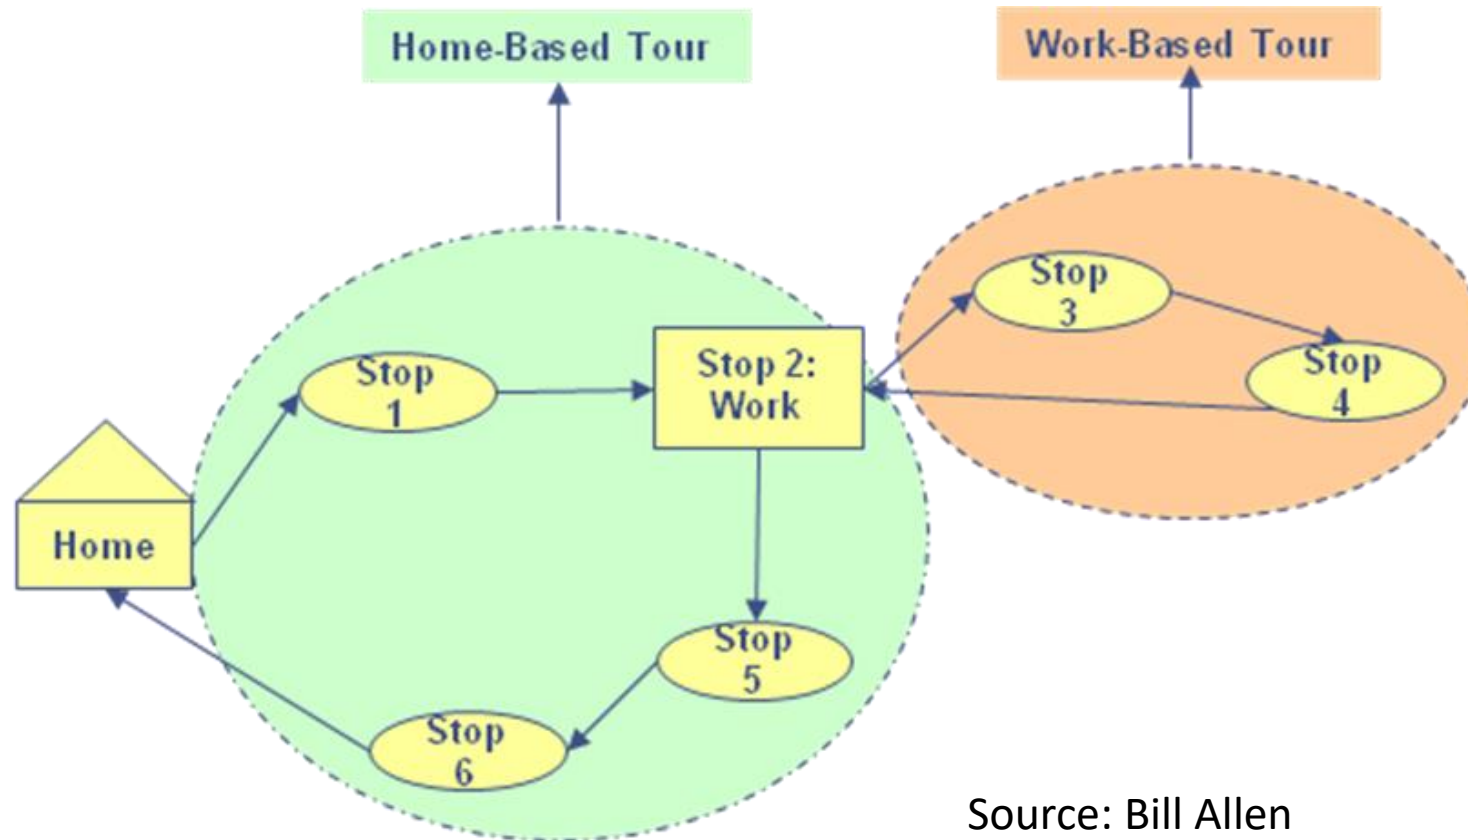 Home-Based Tour
Work-Based Tour
Stop
3
Stop
1
Stop 2:
Work
Stop
4
Home
Stop
5
Stop
6
Source: Bill Allen